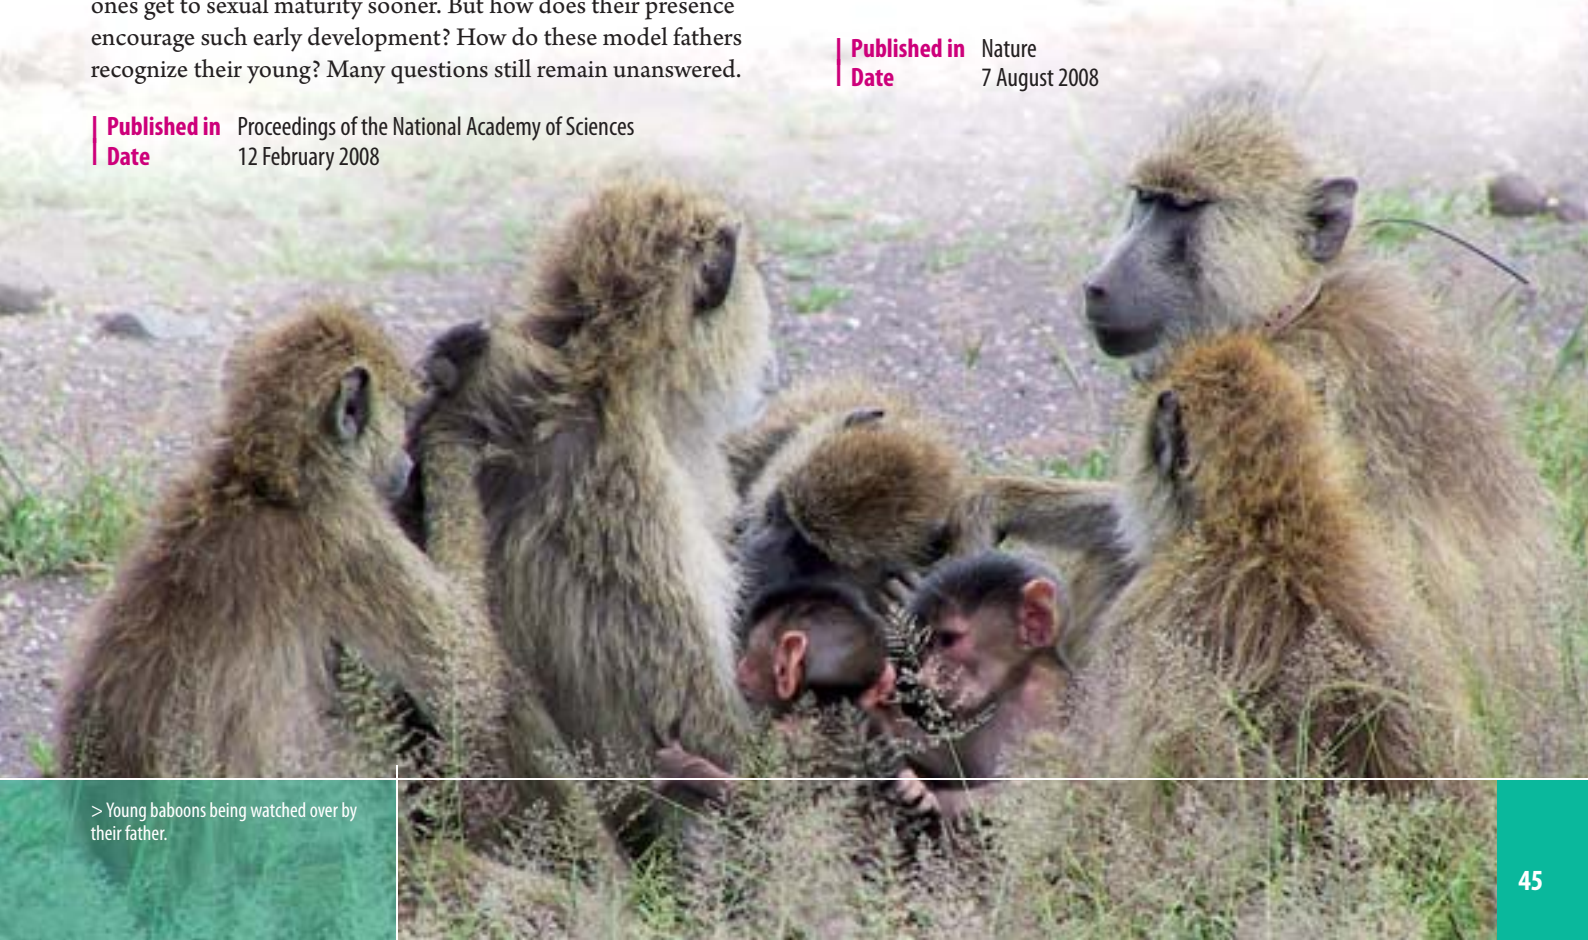 ones get to sexual maturity sooner. But how does their presence
encourage such early development? How do these model fathers
recognize their young? Many questions still remain unanswered.
Published in Proceedings of the National Academy of Sciences
Date 12 February 2008
Published in Nature
Date 7 August 2008
> Young baboons being watched over by
their father.
45